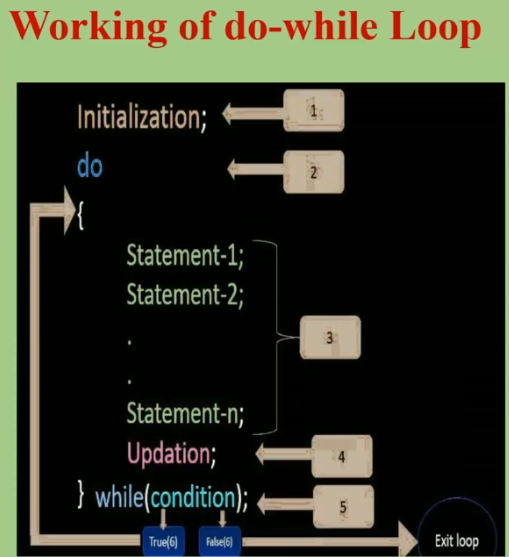 Working of do-while Loop
Initialization; 1
do 2
{
Statement-1;
Statement-2;
.
. 3
Statement-n;
Updation; 4
} while(condition); 5
True(6) False(6) Exit loop